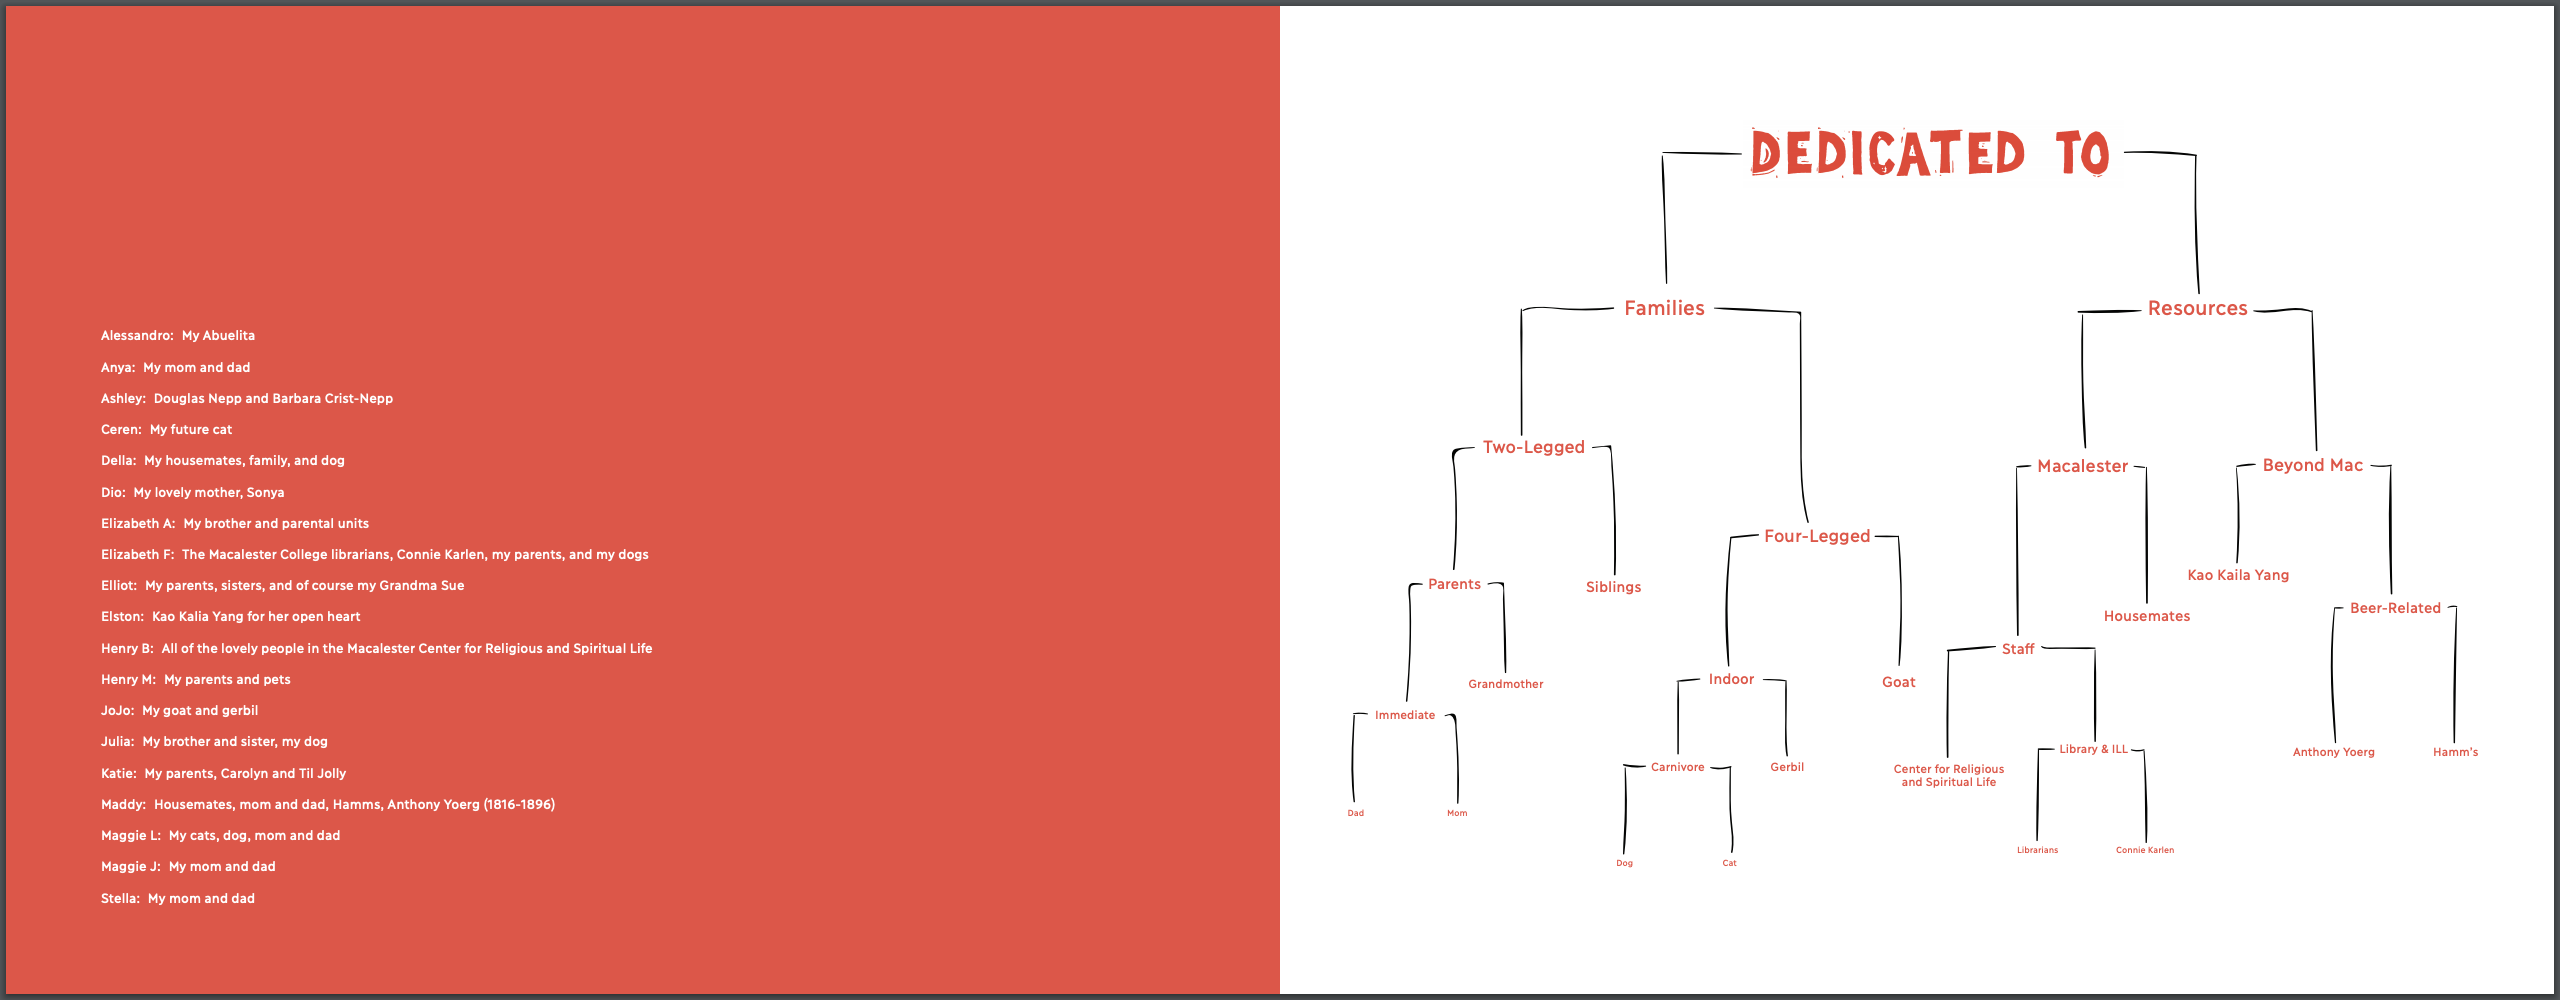 Alessandro: My Abuelita
Anya: My mom and dad
Ashley: Douglas Nepp and Barbara Crist-Nepp
Ceren: My future cat
Della: My housemates, family, and dog
Dio: My lovely mother, Sonya
Elizabeth A: My brother and parental units
Elizabeth F: The Macalester College librarians, Connie Karlen, my parents, and my dogs
Elliot: My parents, sisters, and of course my Grandma Sue
Elston: Kao Kalia Yang for her open heart
Henry B: All of the lovely people in the Macalester Center for Religious and Spiritual Life
Henry M: My parents and pets
JoJo: My goat and gerbil
Julia: My brother and sister, my dog
Katie: My parents, Carolyn and Til Jolly
Maddy: Housemates, mom and dad, Hamms, Anthony Yoerg (1816-1896)
Maggie L: My cats, dog, mom and dad
Maggie J: My mom and dad
Stella: My mom and dad
DEDICATED TO
Families
Resources
Two-Legged
Four-Legged
Macalester
Beyond Mac
Parents
Siblings
Kao Kaila Yang
Housemates
Beer-Related
Staff
Grandmother
Indoor
Goat
Immediate
Carnivore
Gerbil
Center for Religious
and Spiritual Life
Library & ILL
Anthony Yoerg
Hamm's
Dad
Mom
Dog
Cat
Librarians
Connie Karlen